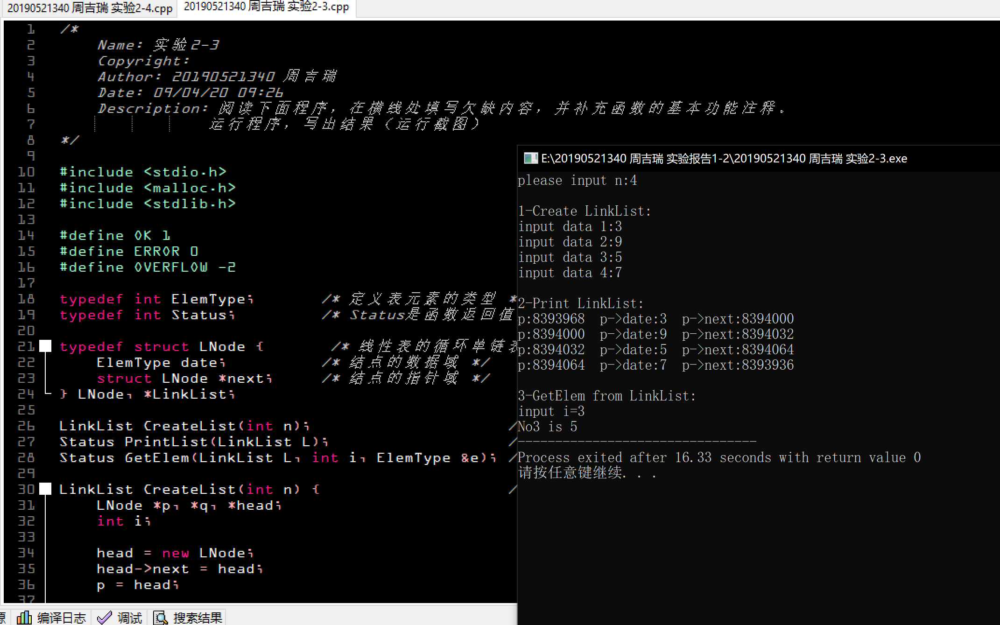 20190521340 周吉瑞 实验2-4.cpp
20190521340 周吉瑞 实验2-3.cpp
1 /*
2 Name: 实验2-3
3 Copyright:
4 Author: 20190521340 周吉瑞
5 Date: 09/04/20 09:26
6 Description: 阅读下面程序，在横线处填写欠缺内容，并补充函数的基本功能注释。
7 运行程序，写出结果（运行截图）
8 */
9
10 #include <stdio.h>
11 #include <malloc.h>
12 #include <stdlib.h>
13
14 #define OK 1
15 #define ERROR 0
16 #define OVERFLOW -2
17
18 typedef int ElemType; /* 定义表元素的类型 *
19 typedef int Status; /* Status是函数返回值
20
21 typedef struct LNode { /* 线性表的循环单链表
22 ElemType date; /* 结点的数据域 */
23 struct LNode *next; /* 结点的指针域 */
24 } LNode, *LinkList;
25
26 LinkList CreateList(int n); /
27 Status PrintList(LinkList L); /
28 Status GetElem(LinkList L, int i, ElemType &e); /
29
30 LinkList CreateList(int n) { /
31 LNode *p, *q, *head;
32 int i;
33
34 head = new LNode;
35 head->next = head;
36 p = head;
37
E:\20190521340 周吉瑞 实验报告1-2\20190521340 周吉瑞 实验2-3.exe
please input n:4
1-Create LinkList:
input data 1:3
input data 2:9
input data 3:5
input data 4:7
2-Print LinkList:
p:8393968 p->date:3 p->next:8394000
p:8394000 p->date:9 p->next:8394032
p:8394032 p->date:5 p->next:8394064
p:8394064 p->date:7 p->next:8393936
3-GetElem from LinkList:
input i=3
No3 is 5
--------------------------------
Process exited after 16.33 seconds with return value 0
请按任意键继续. . .
源 编译日志 调试 搜索结果